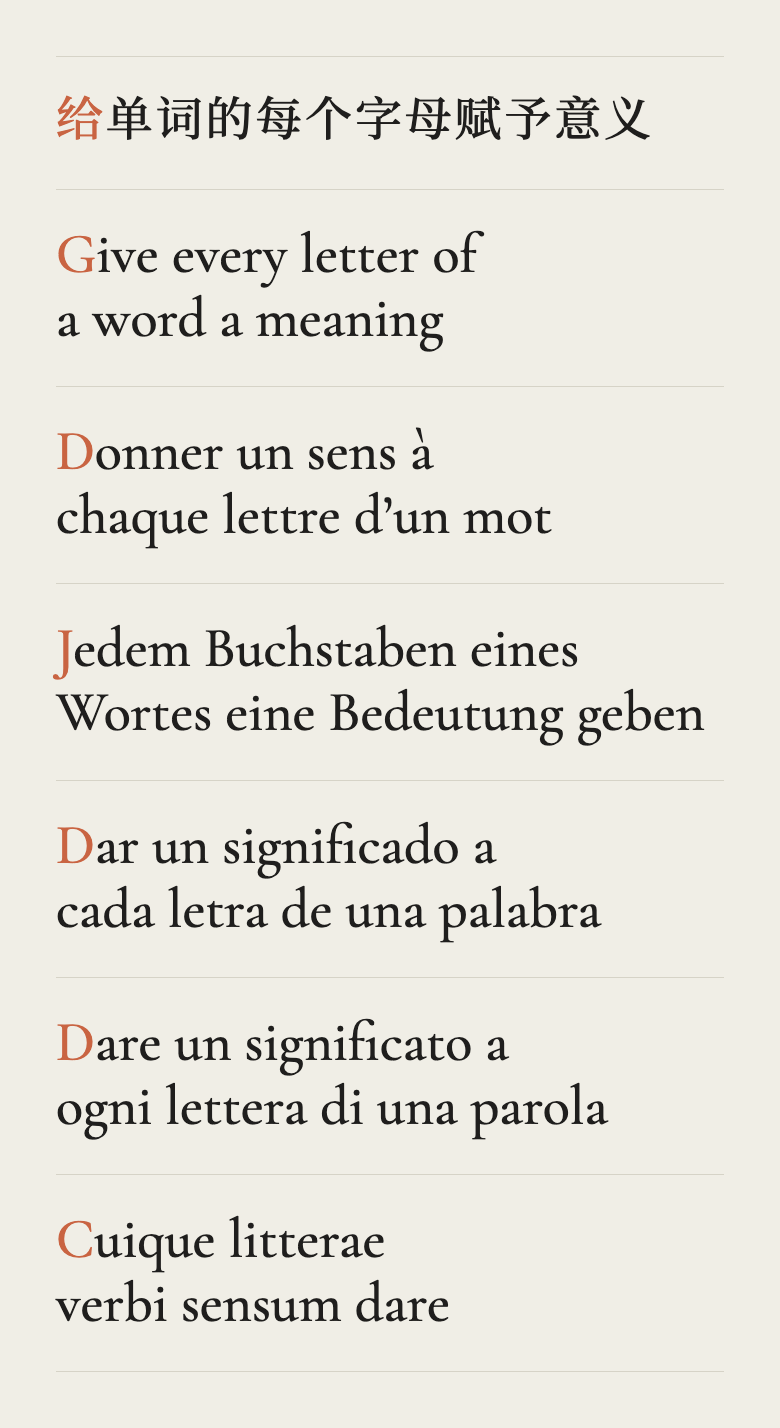 给单词的每个字母赋予意义
Give every letter of
a word a meaning
Donner un sens à
chaque lettre d’un mot
Jedem Buchstaben eines
Wortes eine Bedeutung geben
Dar un significado a
cada letra de una palabra
Dare un significato a
ogni lettera di una parola
Cuique litterae
verbi sensum dare